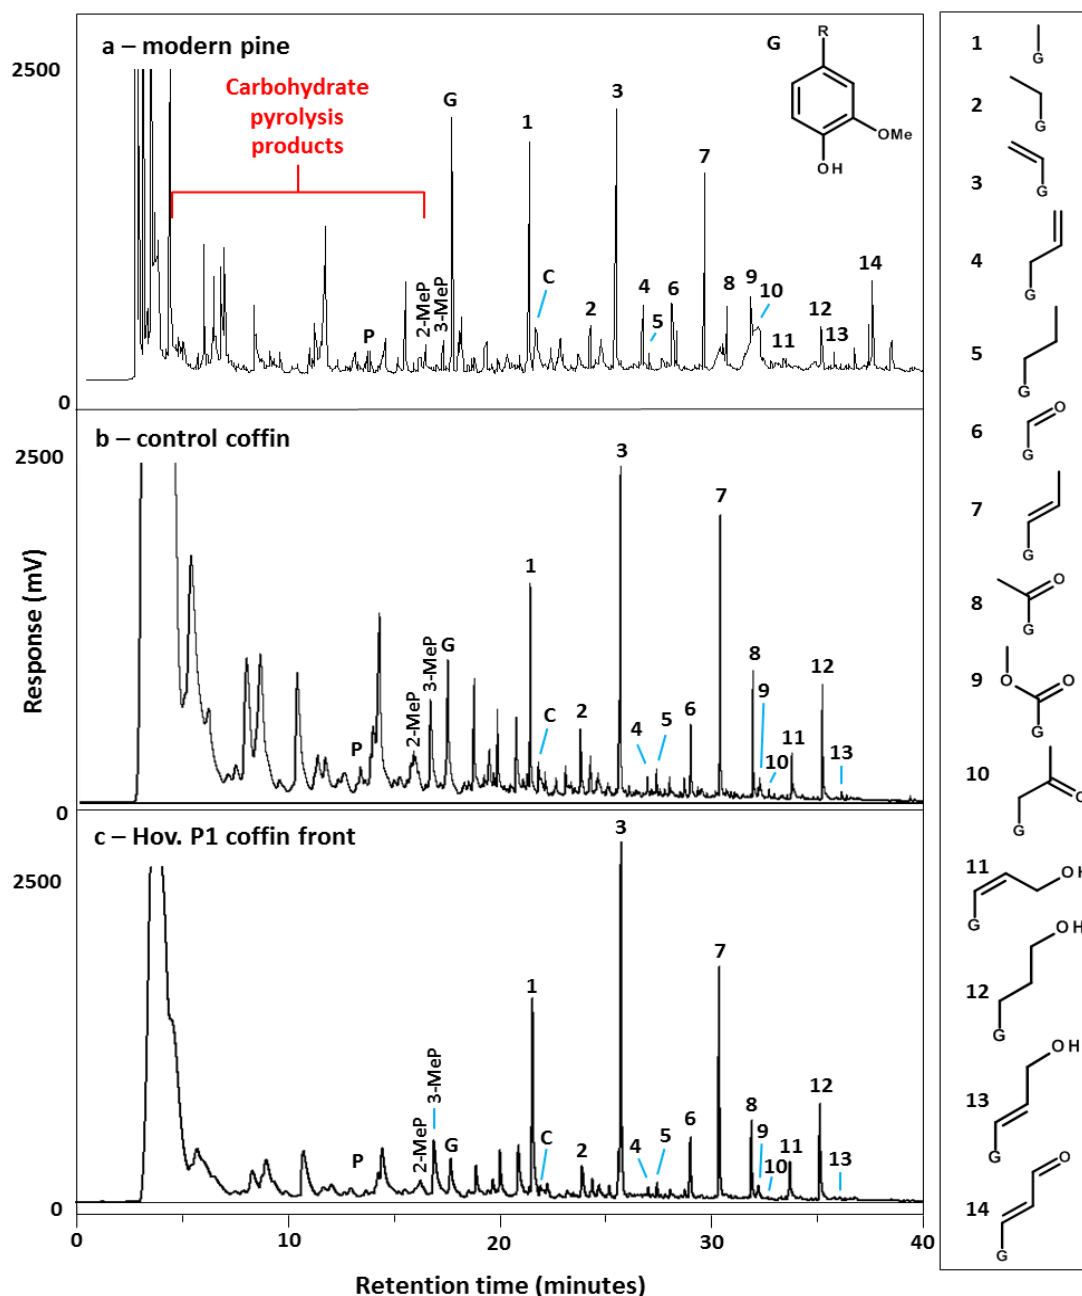 a – modern pine
2500
Carbohydrate
pyrolysis
products
P
2-MeP
3-MeP
G
1
C
2
3
4
5
6
7
8
9
10
11
12
13
14
G
R
OMe
OH
0
b – control coffin
2500
P
2-MeP
3-MeP
G
1
C
2
3
4
5
6
7
8
9
10
11
12
13
0
c – Hov. P1 coffin front
2500
P
2-MeP
3-MeP
G
1
C
2
3
4
5
6
7
8
9
10
11
12
13
0
Response (mV)
0
10
20
30
40
Retention time (minutes)
1
G
2
G
3
G
4
G
5
G
6
O
G
7
G
8
O
G
9
O
O
G
10
O
G
11
OH
G
12
OH
G
13
OH
G
14
O
G